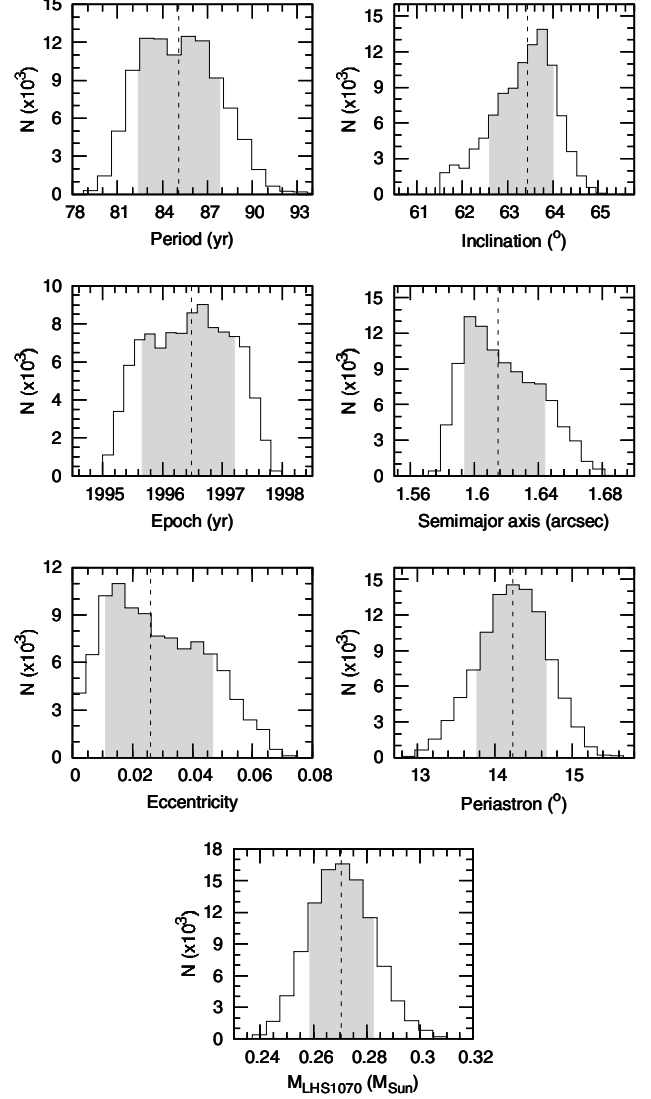 15
12
9
6
3
0
N (x10³)
78 81 84 87 90 93
Period (yr)
15
12
9
6
3
0
N (x10³)
61 62 63 64 65
Inclination (°)
10
8
6
4
2
0
N (x10³)
1995 1996 1997 1998
Epoch (yr)
15
12
9
6
3
0
N (x10³)
1.56 1.6 1.64 1.68
Semimajor axis (arcsec)
12
9
6
3
0
N (x10³)
0 0.02 0.04 0.06 0.08
Eccentricity
15
12
9
6
3
0
N (x10³)
13 14 15
Periastron (°)
18
15
12
9
6
3
0
N (x10³)
0.24 0.26 0.28 0.3 0.32
M_LHS1070 (M_Sun)